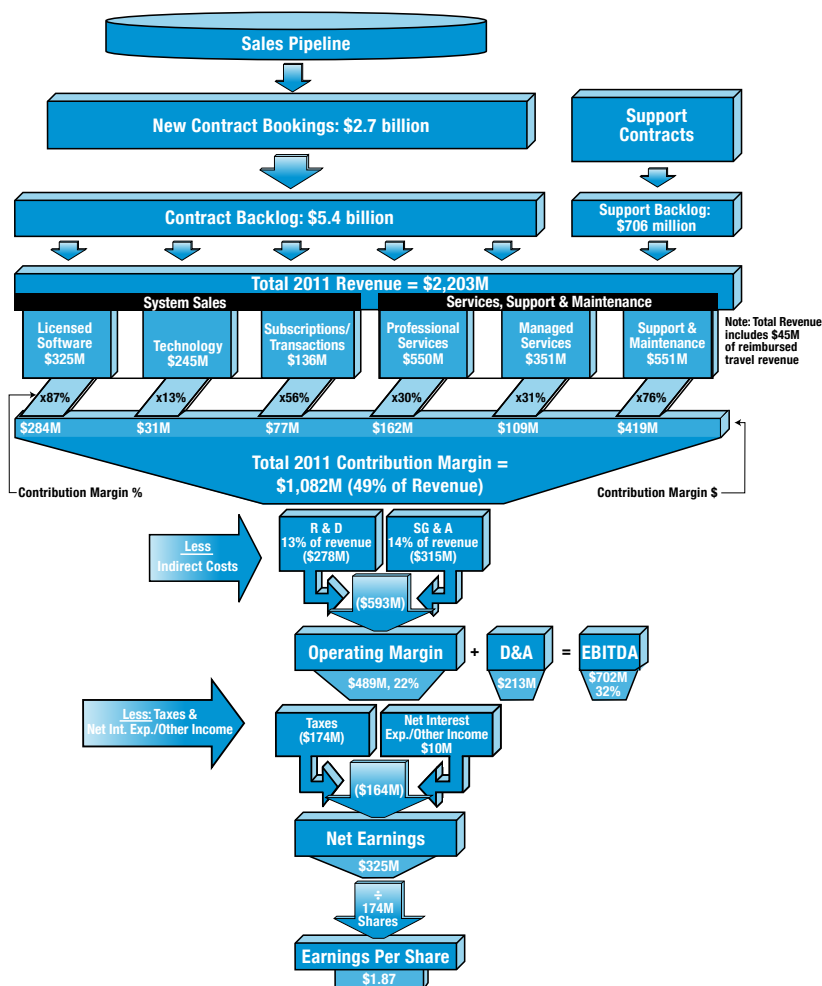 Sales Pipeline
New Contract Bookings: $2.7 billion
Support
Contracts
Contract Backlog: $5.4 billion
Support Backlog:
$706 million
Total 2011 Revenue = $2,203M
System Sales
Services, Support & Maintenance
Licensed
Software
$325M
Technology
$245M
Subscriptions/
Transactions
$136M
Professional
Services
$550M
Managed
Services
$351M
Support &
Maintenance
$551M
Note: Total Revenue
includes $45M
of reimbursed
travel revenue
x87%
x13%
x56%
x30%
x31%
x76%
$284M
$31M
$77M
$162M
$109M
$419M
Total 2011 Contribution Margin =
$1,082M (49% of Revenue)
Contribution Margin %
Contribution Margin $
Less
Indirect Costs
R & D
13% of revenue
($278M)
SG & A
14% of revenue
($315M)
($593M)
Operating Margin
+
D&A
=
EBITDA
$489M, 22%
$213M
$702M
32%
Less: Taxes &
Net Int. Exp./Other Income
Taxes
($174M)
Net Interest
Exp./Other Income
$10M
($164M)
Net Earnings
$325M
÷
174M
Shares
Earnings Per Share
$1.87